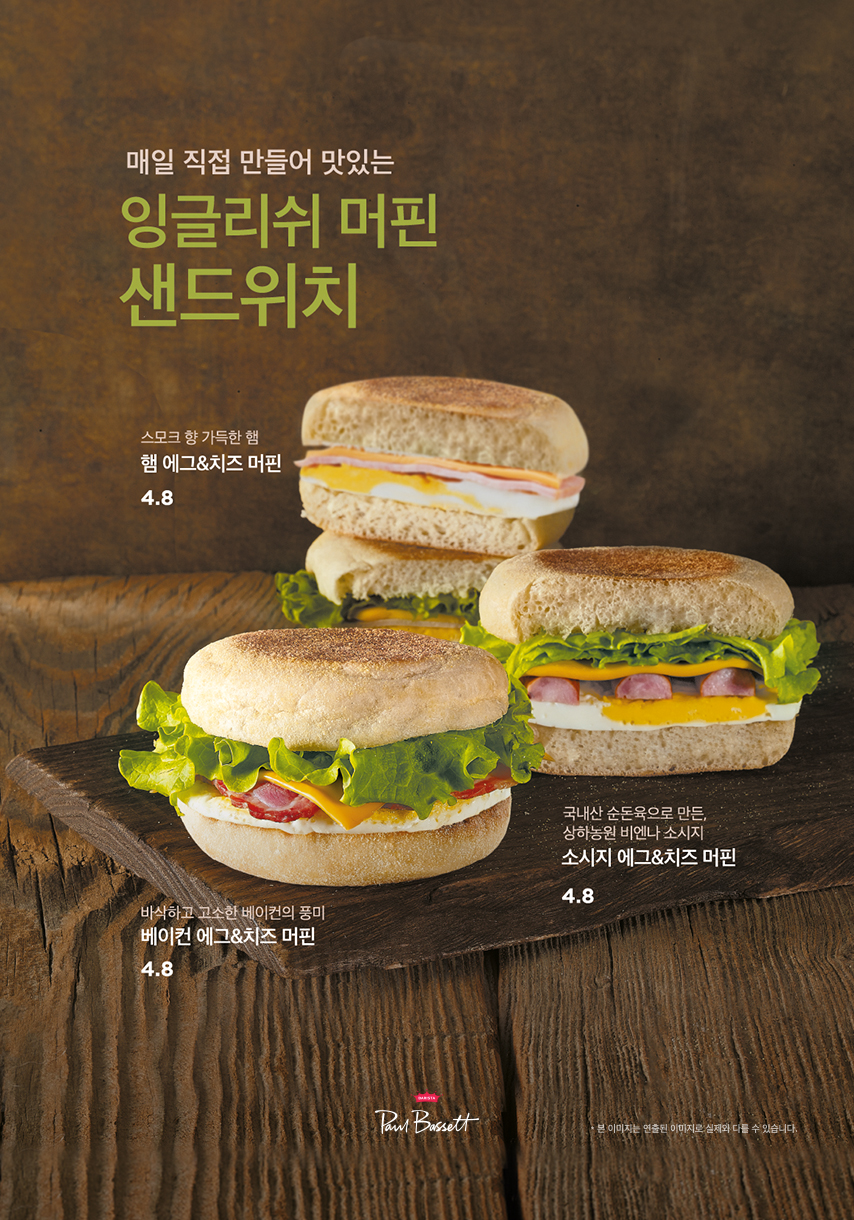 매일 직접 만들어 맛있는
잉글리쉬 머핀
샌드위치
스모크 향 가득한 햄
햄 에그&치즈 머핀
4.8
국내산 순돈육으로 만든,
상하농원 비엔나 소시지
소시지 에그&치즈 머핀
4.8
바삭하고 고소한 베이컨의 풍미
베이컨 에그&치즈 머핀
4.8
BARISTA
Paul Bassett
* 본 이미지는 연출된 이미지로 실제와 다를 수 있습니다.